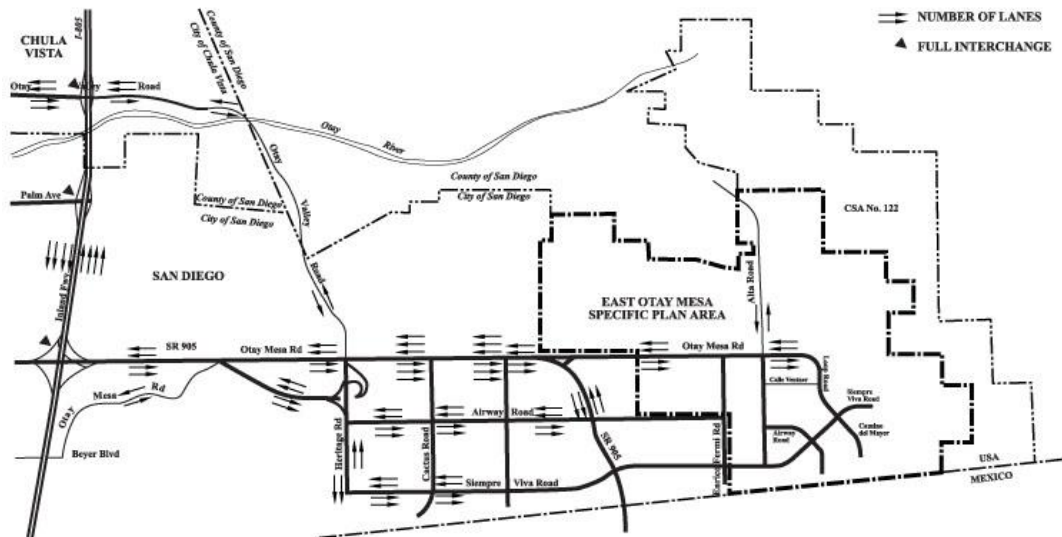 NUMBER OF LANES
FULL INTERCHANGE
CHULA
VISTA
I-805
County of San Diego
City of Chula Vista
Otay Valley Road
Otay
River
Otay
Valley
Road
Palm Ave
County of San Diego
City of San Diego
County of San Diego
City of San Diego
CSA No. 122
SAN DIEGO
Inland Fwy
EAST OTAY MESA
SPECIFIC PLAN AREA
Alta Road
SR 905
Otay Mesa Rd
Otay Mesa Rd
Otay
Mesa
Rd
Beyer Blvd
Heritage Rd
Cactus Road
Airway Road
SR 905
Enrico Fermi Rd
Loop Road
Siempre
Viva Road
Airway
Road
Camino
del Mayor
Siempre Viva Road
USA
MEXICO